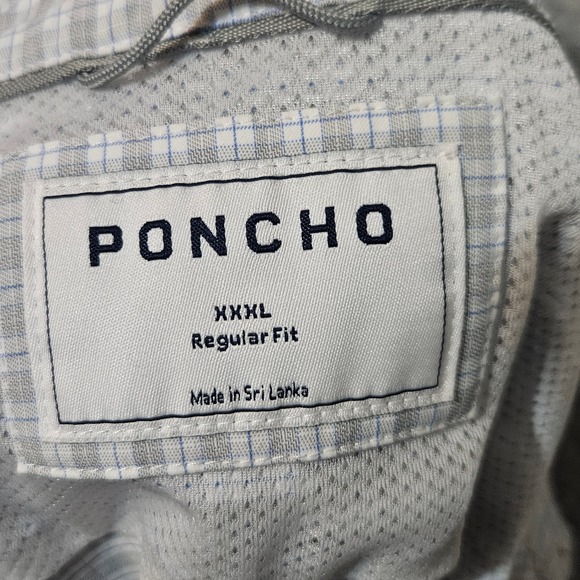 PONCHO
XXXL
Regular Fit
Made in Sri Lanka